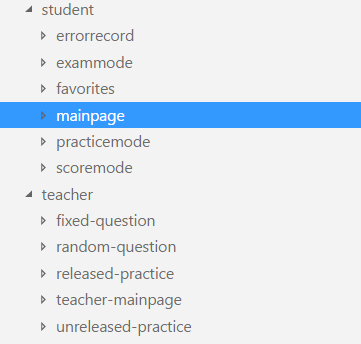 student
errorrecord
exammode
favorites
mainpage
practicemode
scoremode
teacher
fixed-question
random-question
released-practice
teacher-mainpage
unreleased-practice